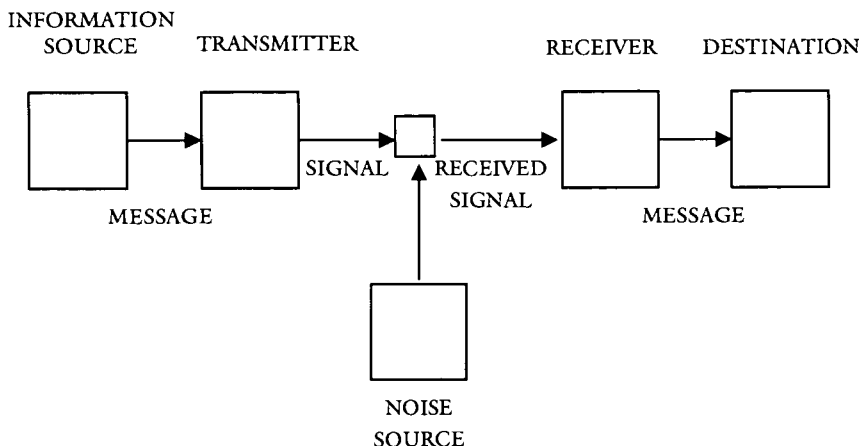 INFORMATION
SOURCE
TRANSMITTER
RECEIVER
DESTINATION
SIGNAL
RECEIVED
SIGNAL
MESSAGE
MESSAGE
NOISE
SOURCE